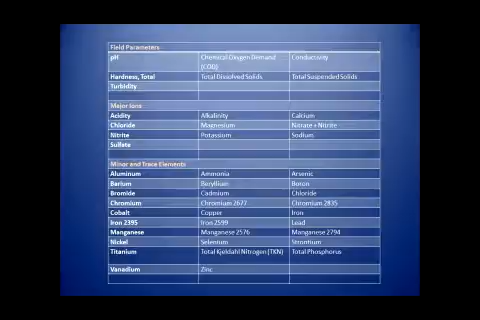 Field Parameters
pH Chemical Oxygen Demand (COD) Conductivity
Hardness, Total Total Dissolved Solids Total Suspended Solids
Turbidity
Major Ions
Acidity Alkalinity Calcium
Chloride Magnesium Nitrate + Nitrite
Nitrite Potassium Sodium
Sulfate
Minor and Trace Elements
Aluminum Ammonia Arsenic
Barium Beryllium Boron
Bromide Cadmium Chloride
Chromium Chromium 2677 Chromium 2835
Cobalt Copper Iron
Iron 2395 Iron 2599 Lead
Manganese Manganese 2576 Manganese 2794
Nickel Selenium Strontium
Titanium Total Kjeldahl Nitrogen (TKN) Total Phosphorus
Vanadium Zinc